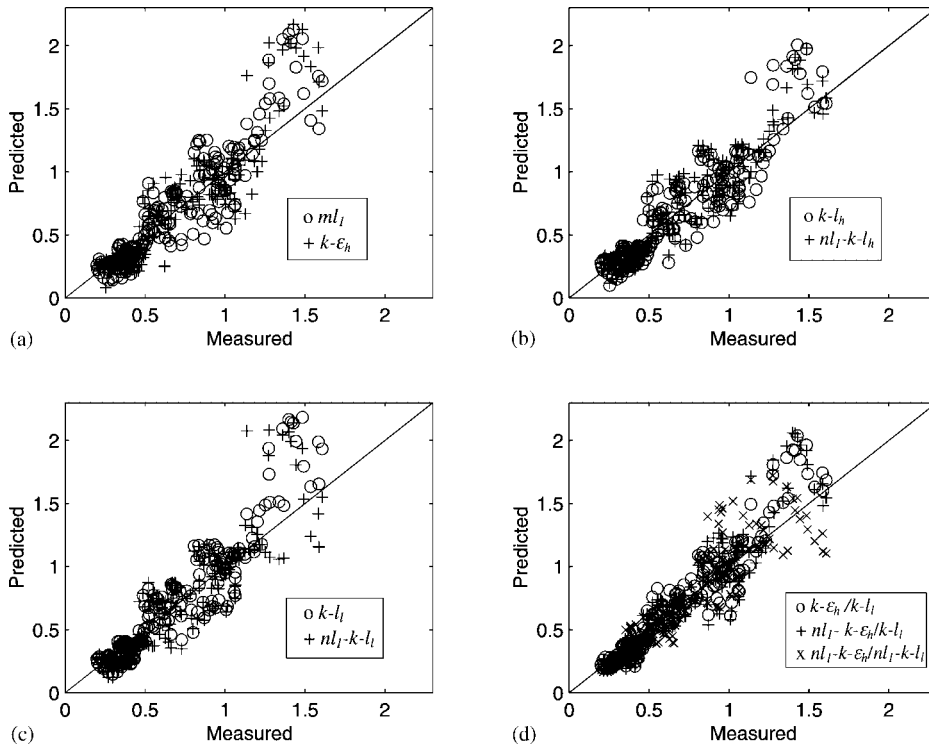 2
1.5
1
0.5
0
Predicted
0 0.5 1 1.5 2
Measured
(a)
o ml_l
+ k-ε_h
2
1.5
1
0.5
0
Predicted
0 0.5 1 1.5 2
Measured
(b)
o k-l_h
+ nl_l-k-l_h
2
1.5
1
0.5
0
Predicted
0 0.5 1 1.5 2
Measured
(c)
o k-l_l
+ nl_l-k-l_l
2
1.5
1
0.5
0
Predicted
0 0.5 1 1.5 2
Measured
(d)
o k-ε_h/k-l_l
+ nl_l- k-ε_h/k-l_l
x nl_l-k-ε_h/nl_l-k-l_l